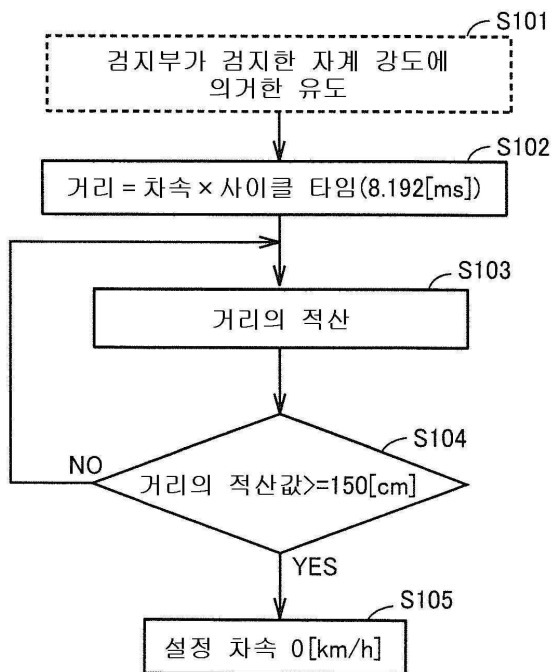 S101
검지부가 검지한 자계 강도에
의거한 유도
S102
거리 = 차속 × 사이클 타임(8.192[ms])
S103
거리의 적산
S104
NO
거리의 적산값>=150[cm]
YES
S105
설정 차속 0[km/h]